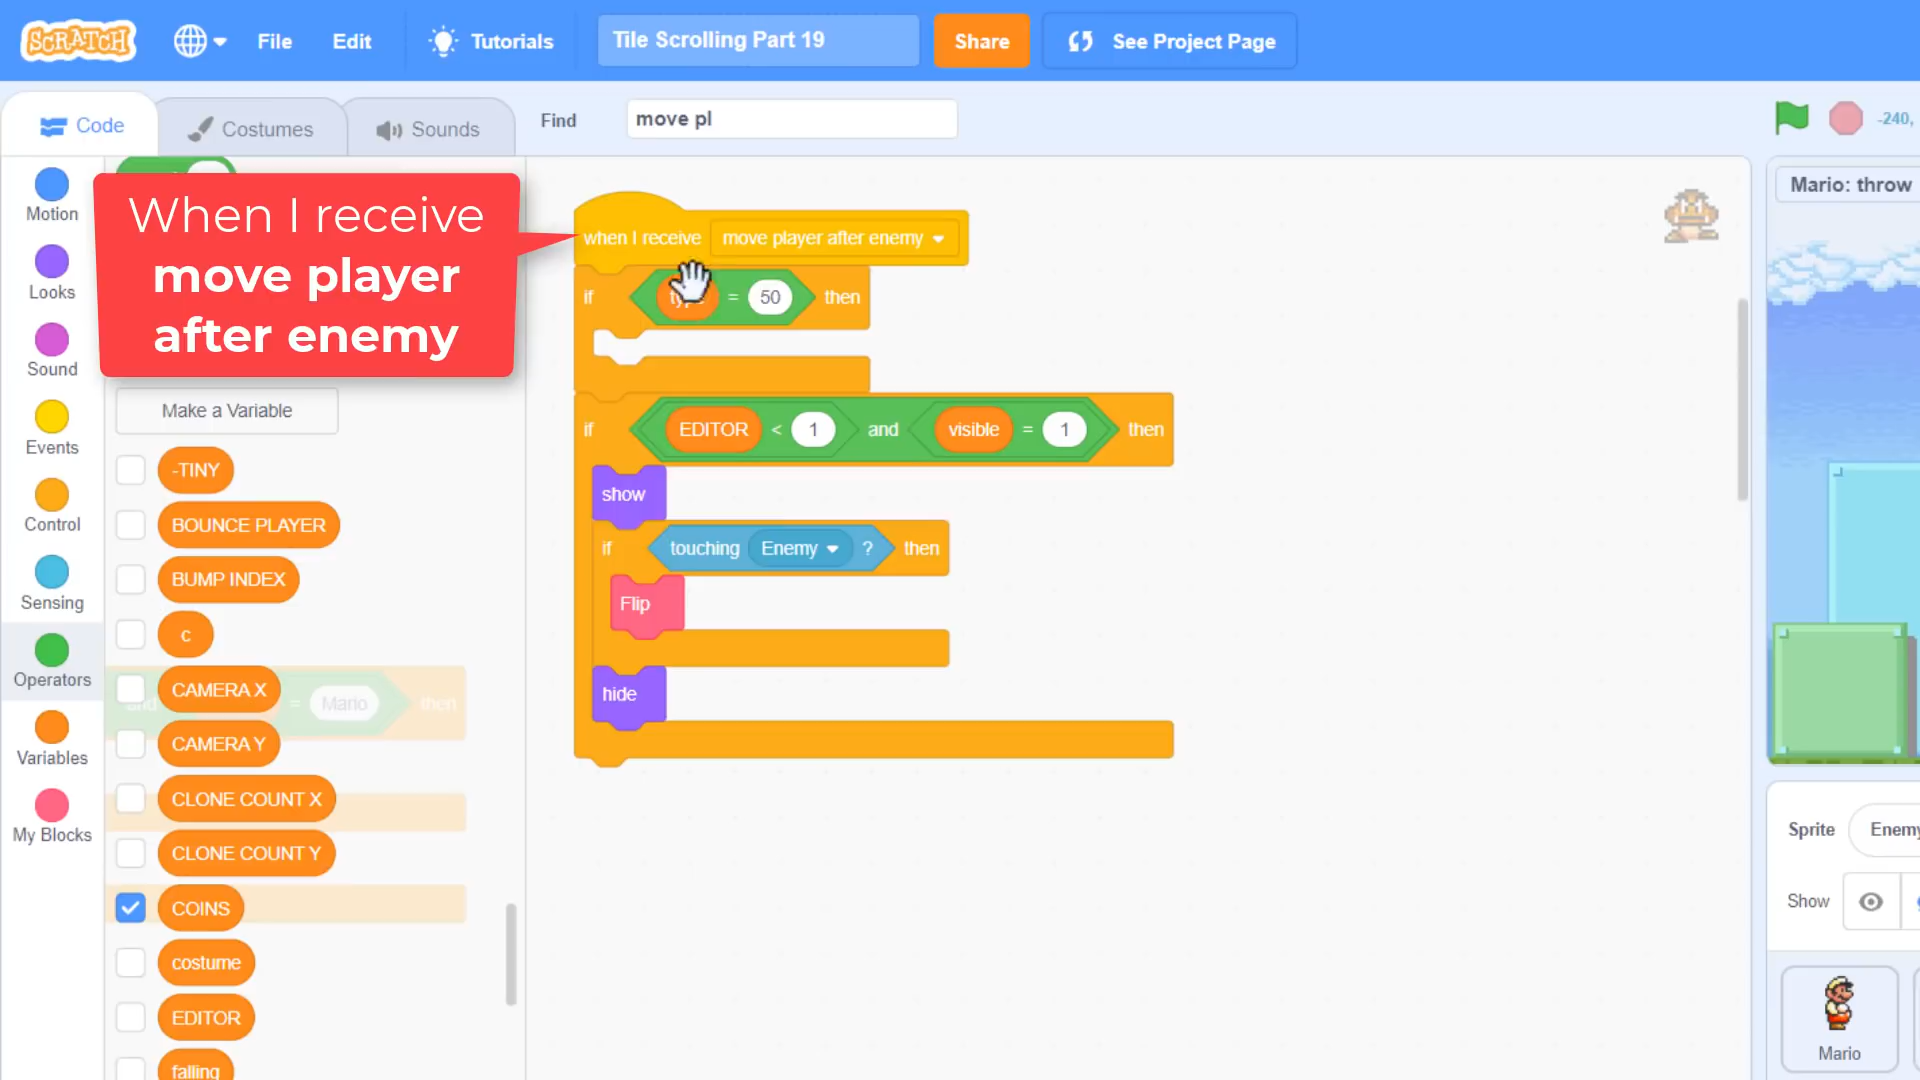 SCRATCH
File
Edit
Tutorials
Tile Scrolling Part 19
Share
See Project Page
Code
Costumes
Sounds
Find
move pl
-240,
Motion
Looks
Sound
Events
Control
Sensing
Operators
Variables
My Blocks
When I receive
move player
after enemy
Make a Variable
-TINY
BOUNCE PLAYER
BUMP INDEX
c
CAMERA X
and = Mario then
CAMERA Y
CLONE COUNT X
CLONE COUNT Y
COINS
costume
EDITOR
falling
when I receive move player after enemy
if type = 50 then
if EDITOR < 1 and visible = 1 then
show
if touching Enemy ? then
Flip
hide
Mario: throw
Sprite
Enemy
Show
Mario